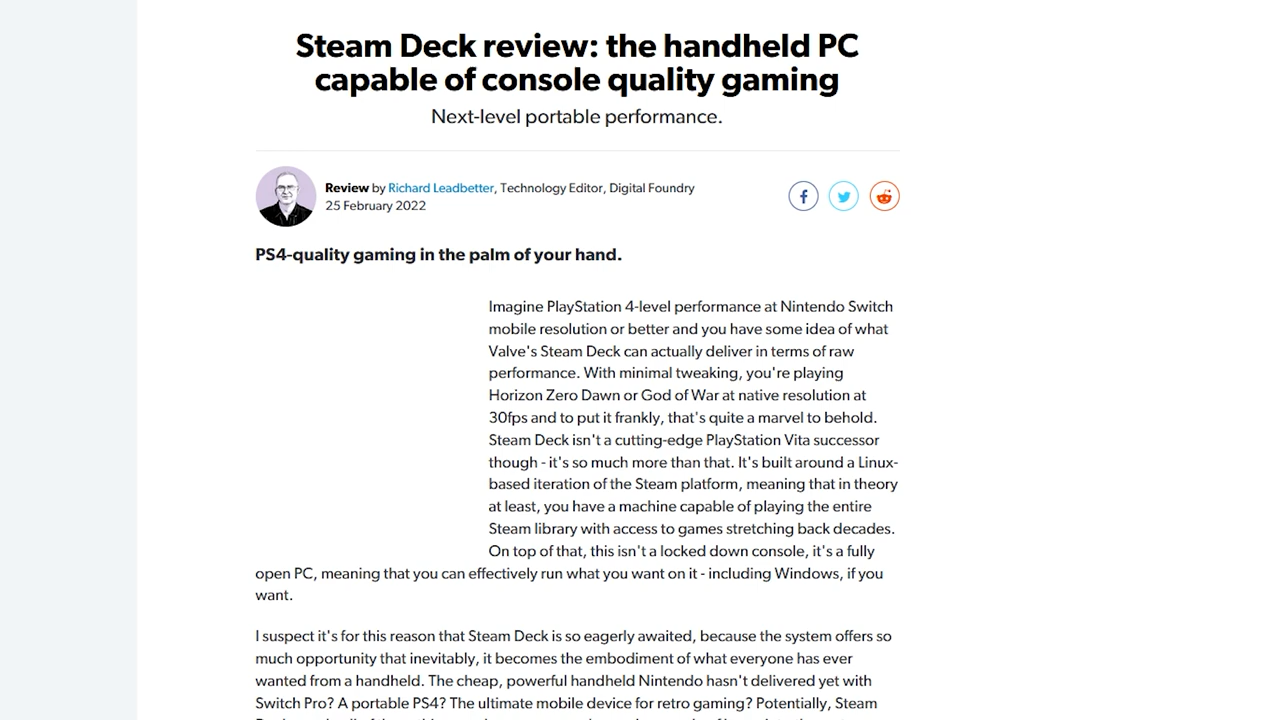 Steam Deck review: the handheld PC
capable of console quality gaming
Next-level portable performance.
Review by Richard Leadbetter, Technology Editor, Digital Foundry
25 February 2022
PS4-quality gaming in the palm of your hand.
Imagine PlayStation 4-level performance at Nintendo Switch
mobile resolution or better and you have some idea of what
Valve's Steam Deck can actually deliver in terms of raw
performance. With minimal tweaking, you're playing
Horizon Zero Dawn or God of War at native resolution at
30fps and to put it frankly, that's quite a marvel to behold.
Steam Deck isn't a cutting-edge PlayStation Vita successor
though - it's so much more than that. It's built around a Linux-
based iteration of the Steam platform, meaning that in theory
at least, you have a machine capable of playing the entire
Steam library with access to games stretching back decades.
On top of that, this isn't a locked down console, it's a fully
open PC, meaning that you can effectively run what you want on it - including Windows, if you
want.
I suspect it's for this reason that Steam Deck is so eagerly awaited, because the system offers so
much opportunity that inevitably, it becomes the embodiment of what everyone has ever
wanted from a handheld. The cheap, powerful handheld Nintendo hasn't delivered yet with
Switch Pro? A portable PS4? The ultimate mobile device for retro gaming? Potentially, Steam